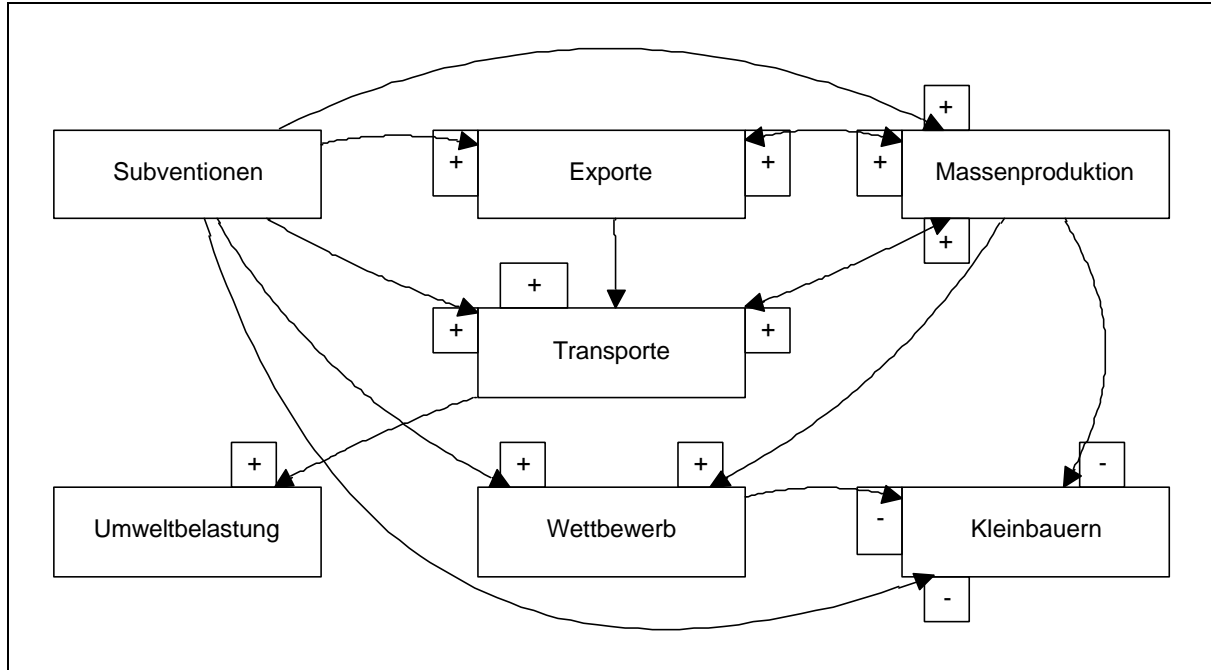 +
Subventionen
+
Exporte
+
+
Massenproduktion
+
+
+
Transporte
+
+
+
+
-
Umweltbelastung
Wettbewerb
-
Kleinbauern
-